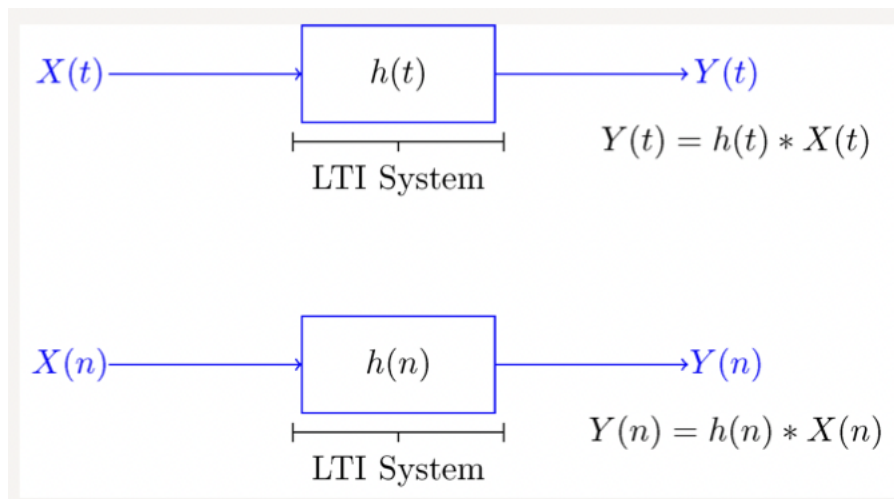 X(t) h(t) Y(t)
Y(t) = h(t) * X(t)
LTI System
X(n) h(n) Y(n)
Y(n) = h(n) * X(n)
LTI System